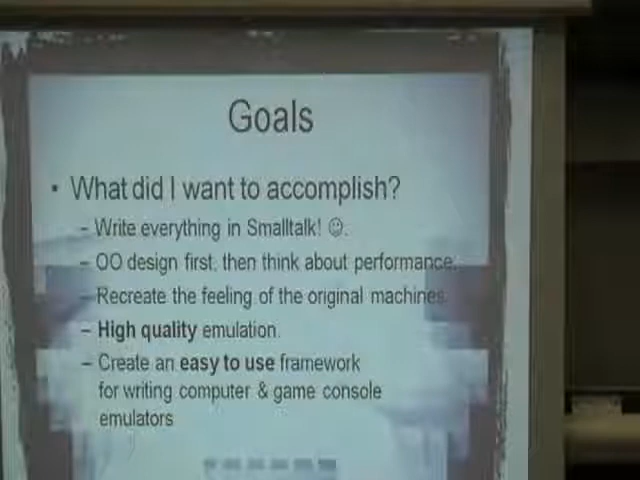 Goals
• What did I want to accomplish?
– Write everything in Smalltalk! ☺.
– OO design first, then think about performance.
– Recreate the feeling of the original machines.
– High quality emulation.
– Create an easy to use framework
for writing computer & game console
emulators